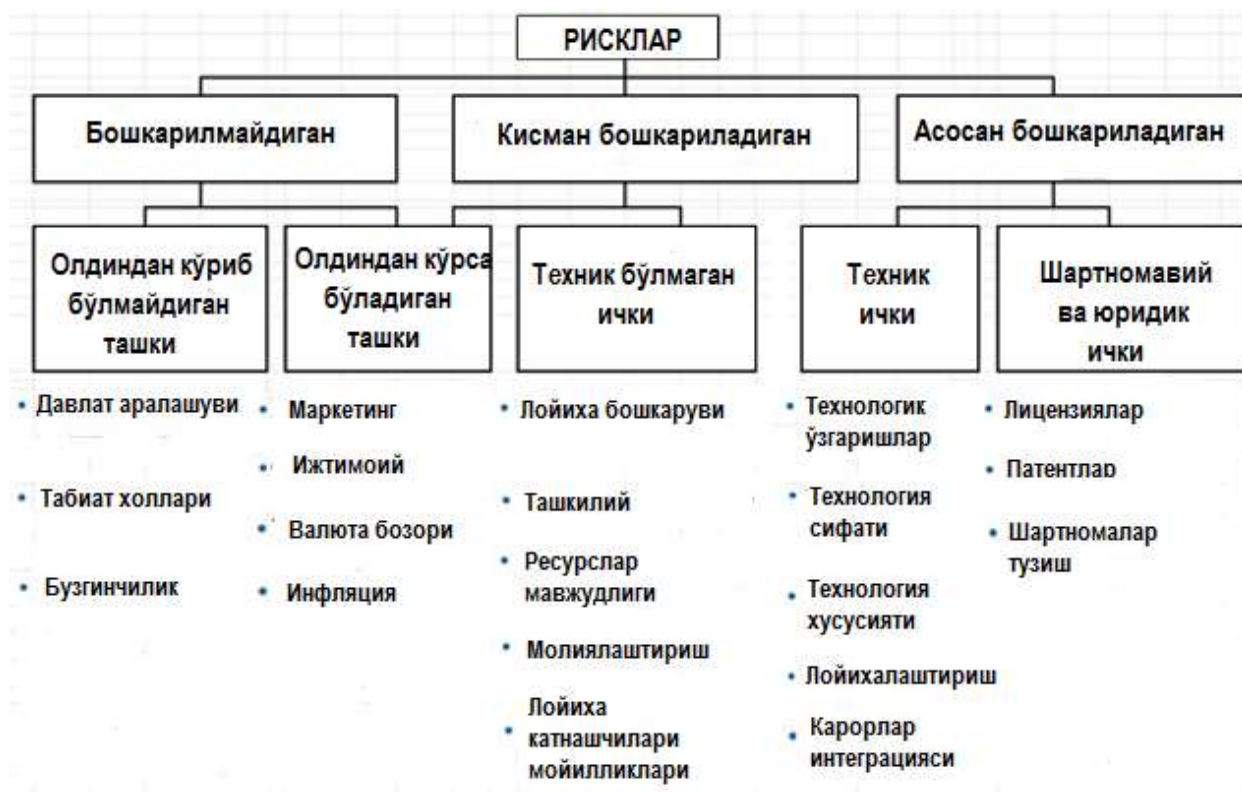 РИСКЛАР
Бошкарилмайдиган
Кисман бошкариладиган
Асосан бошкариладиган
Олдиндан кўриб
бўлмайдиган
ташки
Олдиндан кўрса
бўладиган
ташки
Техник бўлмаган
ички
Техник
ички
Шартномавий
ва юридик
ички
• Давлат аралашуви
• Табиат холлари
• Бузгинчилик
• Маркетинг
• Ижтимоий
• Валюта бозори
• Инфляция
• Лойиха бошкаруви
• Ташкилий
• Ресурслар
мавжудлиги
• Молиялаштириш
• Лойиха
катнашчилари
мойилликлари
• Технологик
ўзгаришлар
• Технология
сифати
• Технология
хусусияти
• Лойихалаштириш
• Карорлар
интеграцияси
• Лицензиялар
• Патентлар
• Шартномалар
тузиш